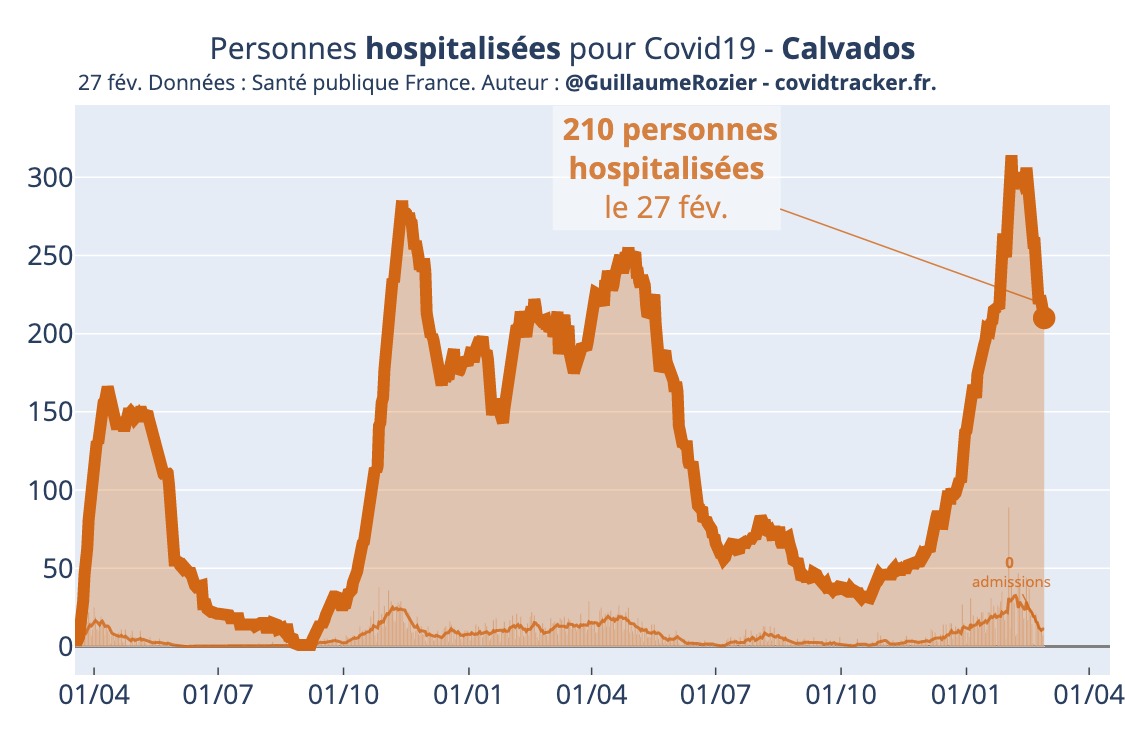 Personnes hospitalisées pour Covid19 - Calvados
27 fév. Données : Santé publique France. Auteur : @GuillaumeRozier - covidtracker.fr.
210 personnes
hospitalisées
le 27 fév.
300
250
200
150
100
50
0
0
admissions
01/04 01/07 01/10 01/01 01/04 01/07 01/10 01/01 01/04